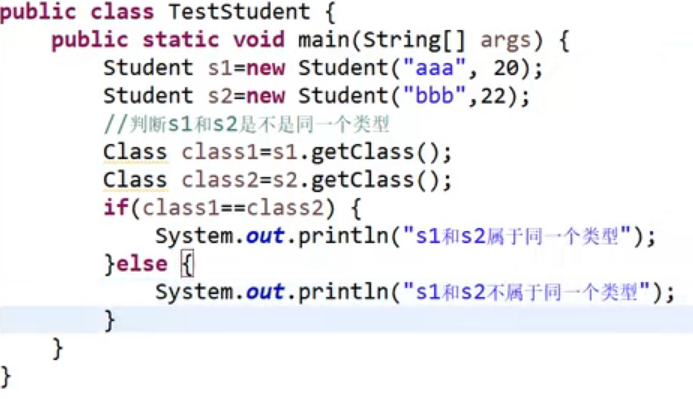 public class TestStudent {
    public static void main(String[] args) {
        Student s1=new Student("aaa", 20);
        Student s2=new Student("bbb",22);
        //判断s1和s2是不是同一个类型
        Class class1=s1.getClass();
        Class class2=s2.getClass();
        if(class1==class2) {
            System.out.println("s1和s2属于同一个类型");
        }else {
            System.out.println("s1和s2不属于同一个类型");
        }
    }
}